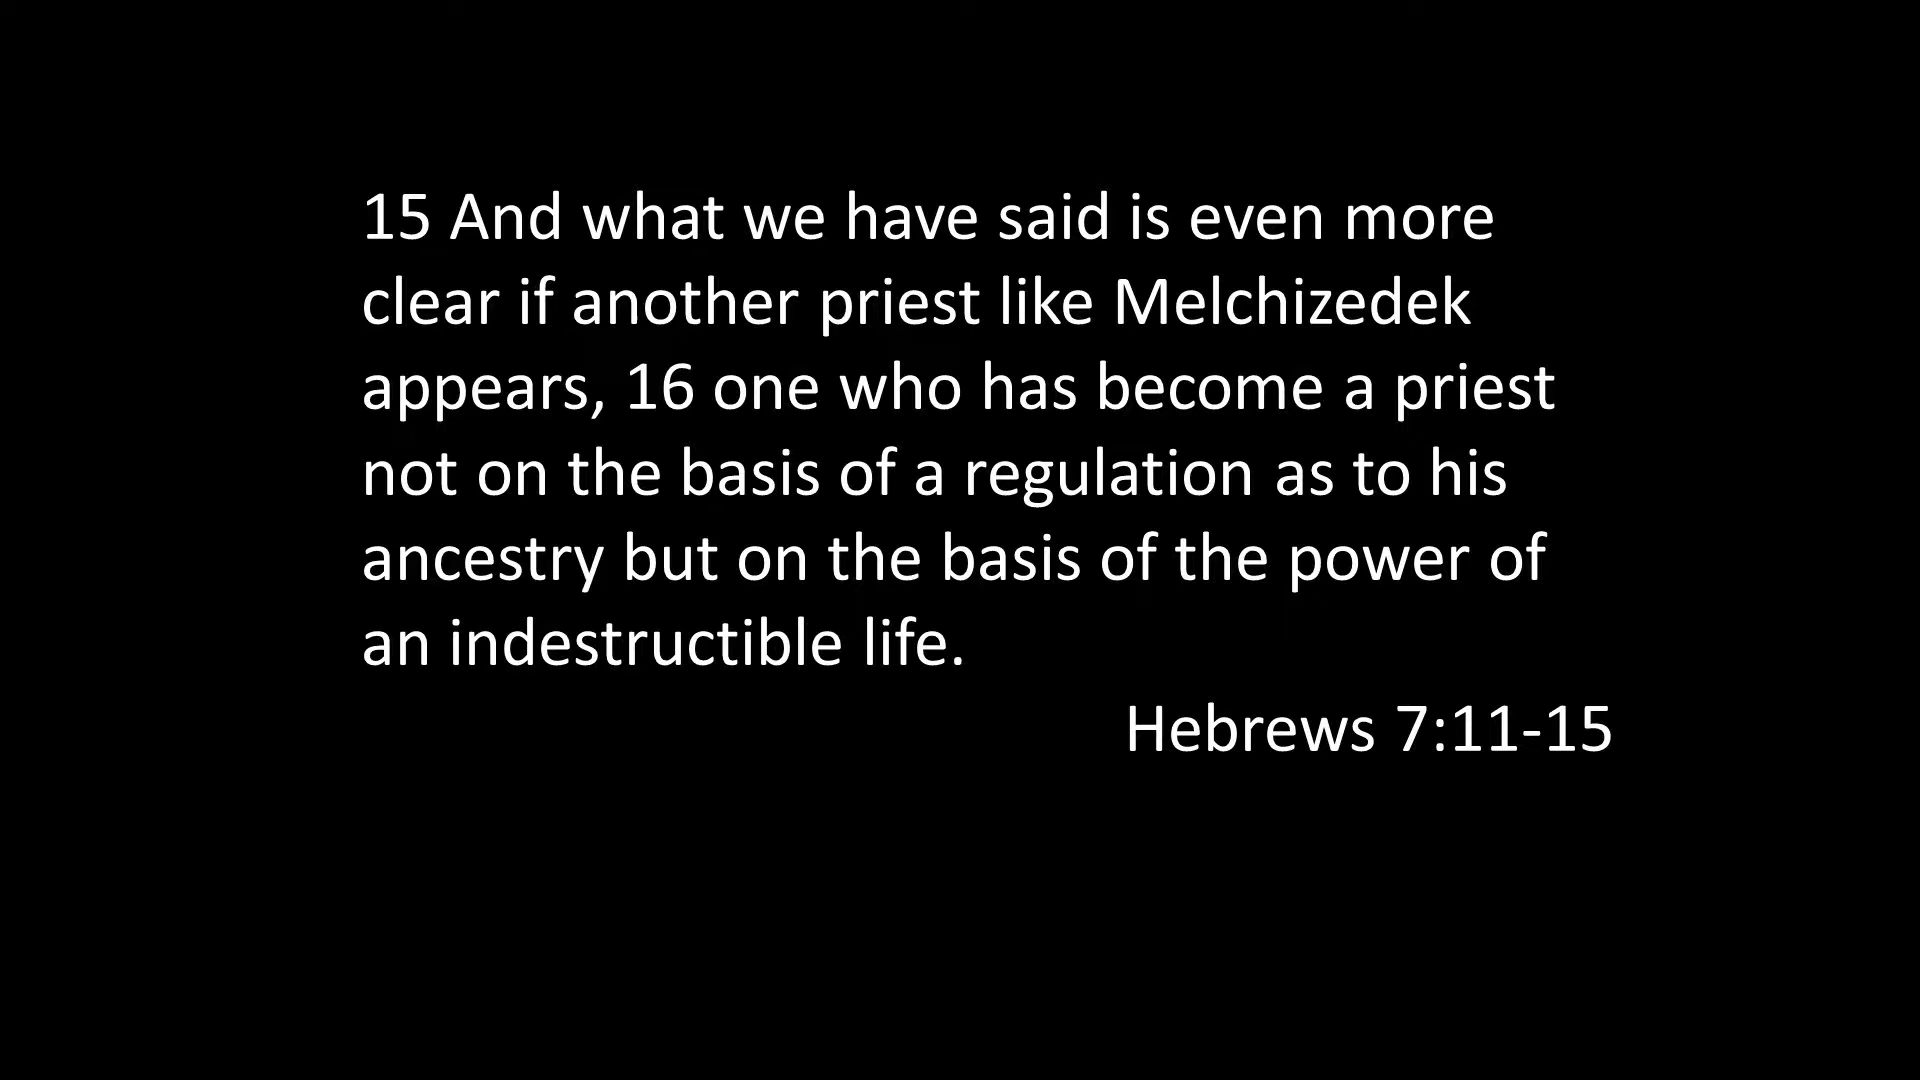 15 And what we have said is even more
clear if another priest like Melchizedek
appears, 16 one who has become a priest
not on the basis of a regulation as to his
ancestry but on the basis of the power of
an indestructible life.
Hebrews 7:11-15